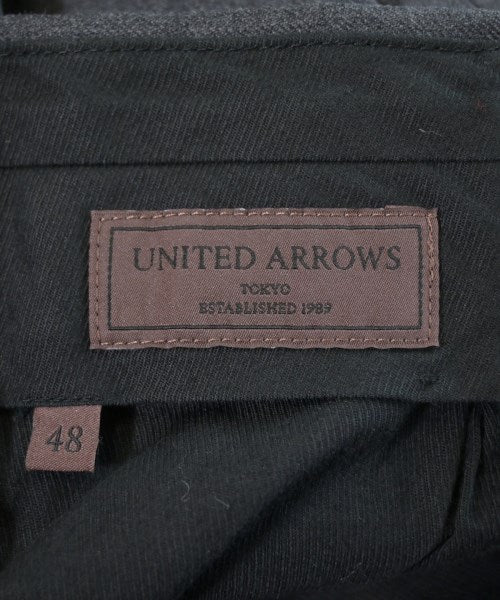 UNITED ARROWS
TOKYO
ESTABLISHED 1989
48